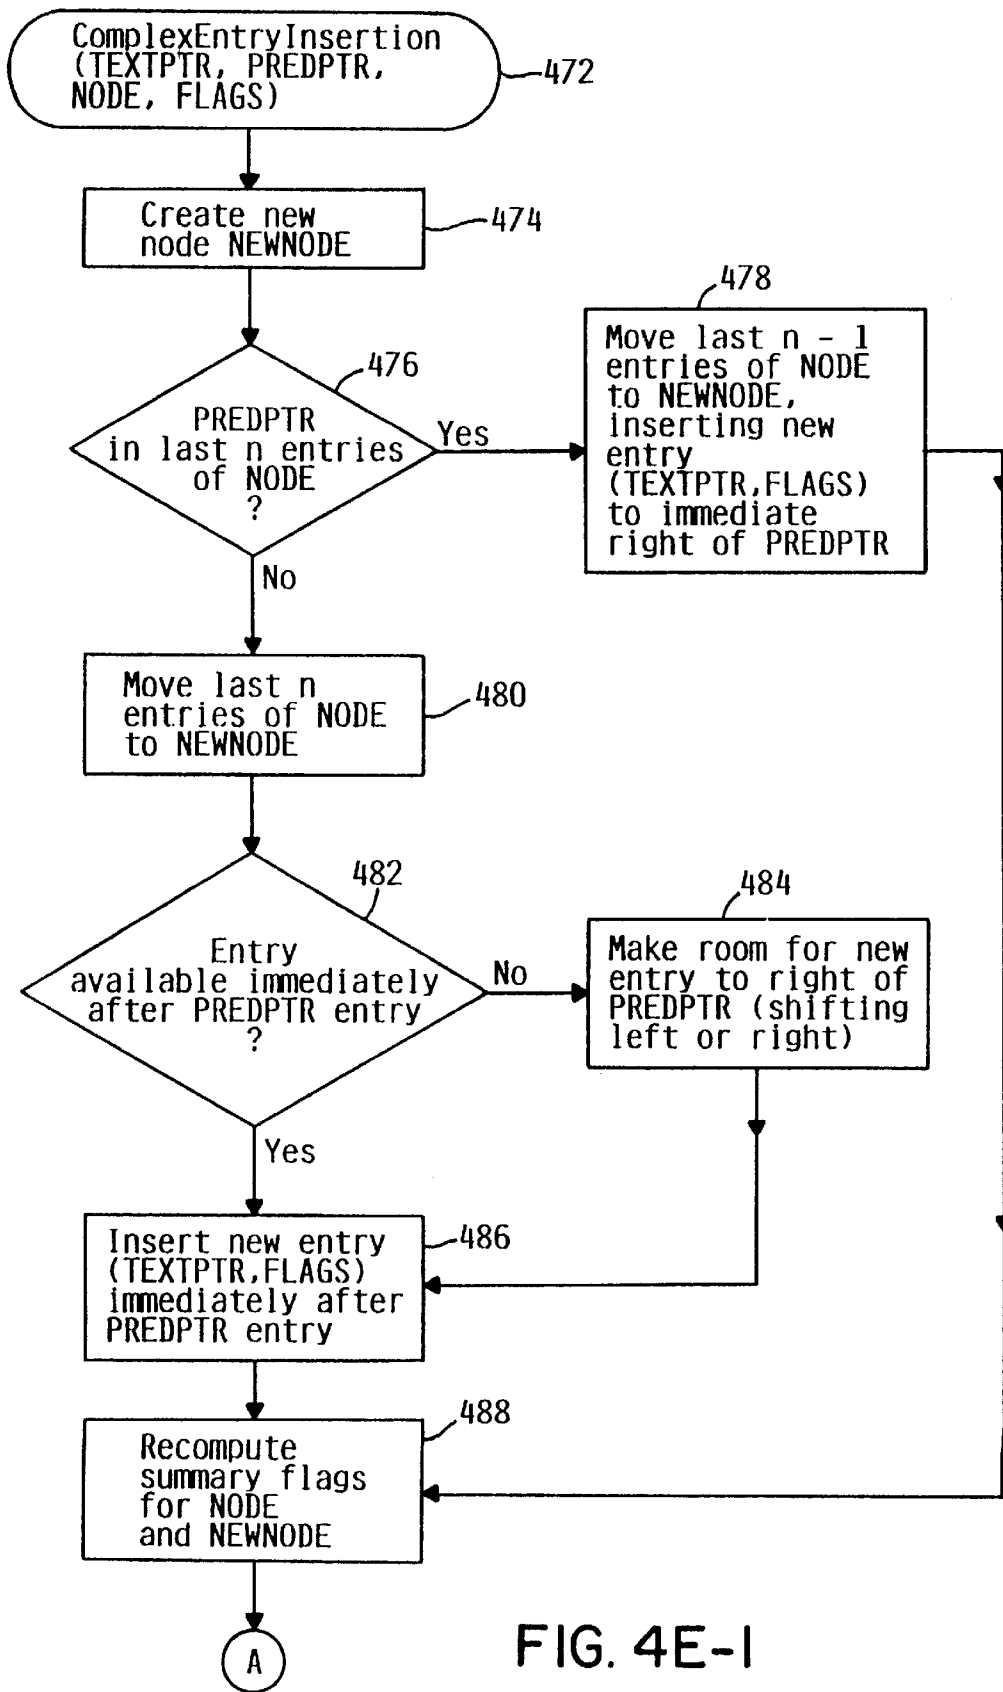 ComplexEntryInsertion
(TEXTPTR, PREDPTR,
NODE, FLAGS)
472
Create new
node NEWNODE
474
476
PREDPTR
in last n entries
of NODE
?
Yes
No
478
Move last n - 1
entries of NODE
to NEWNODE,
inserting new
entry
(TEXTPTR,FLAGS)
to immediate
right of PREDPTR
Move last n
entries of NODE
to NEWNODE
480
482
Entry
available immediately
after PREDPTR entry
?
No
Yes
484
Make room for new
entry to right of
PREDPTR (shifting
left or right)
Insert new entry
(TEXTPTR,FLAGS)
immediately after
PREDPTR entry
486
488
Recompute
summary flags
for NODE
and NEWNODE
A
FIG. 4E-1